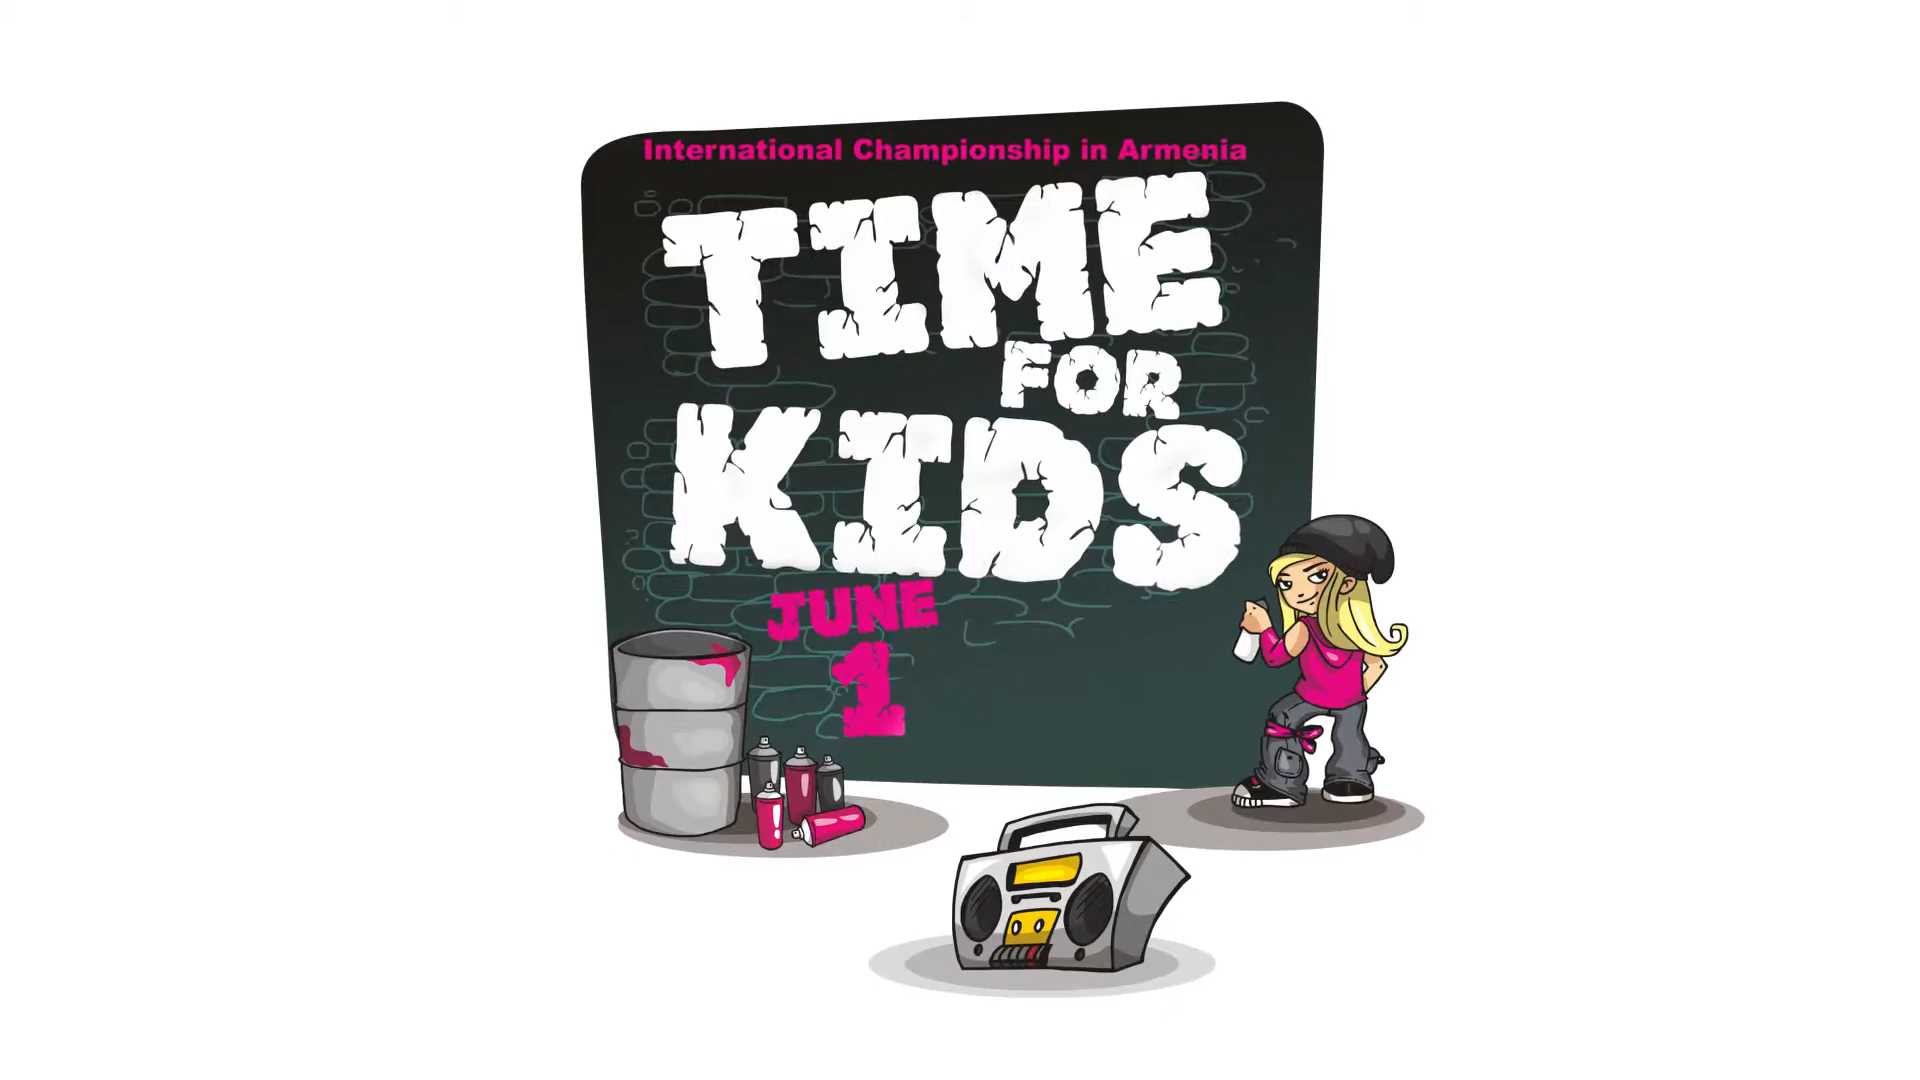 International Championship in Armenia
TIME
FOR
KIDS
JUNE
1